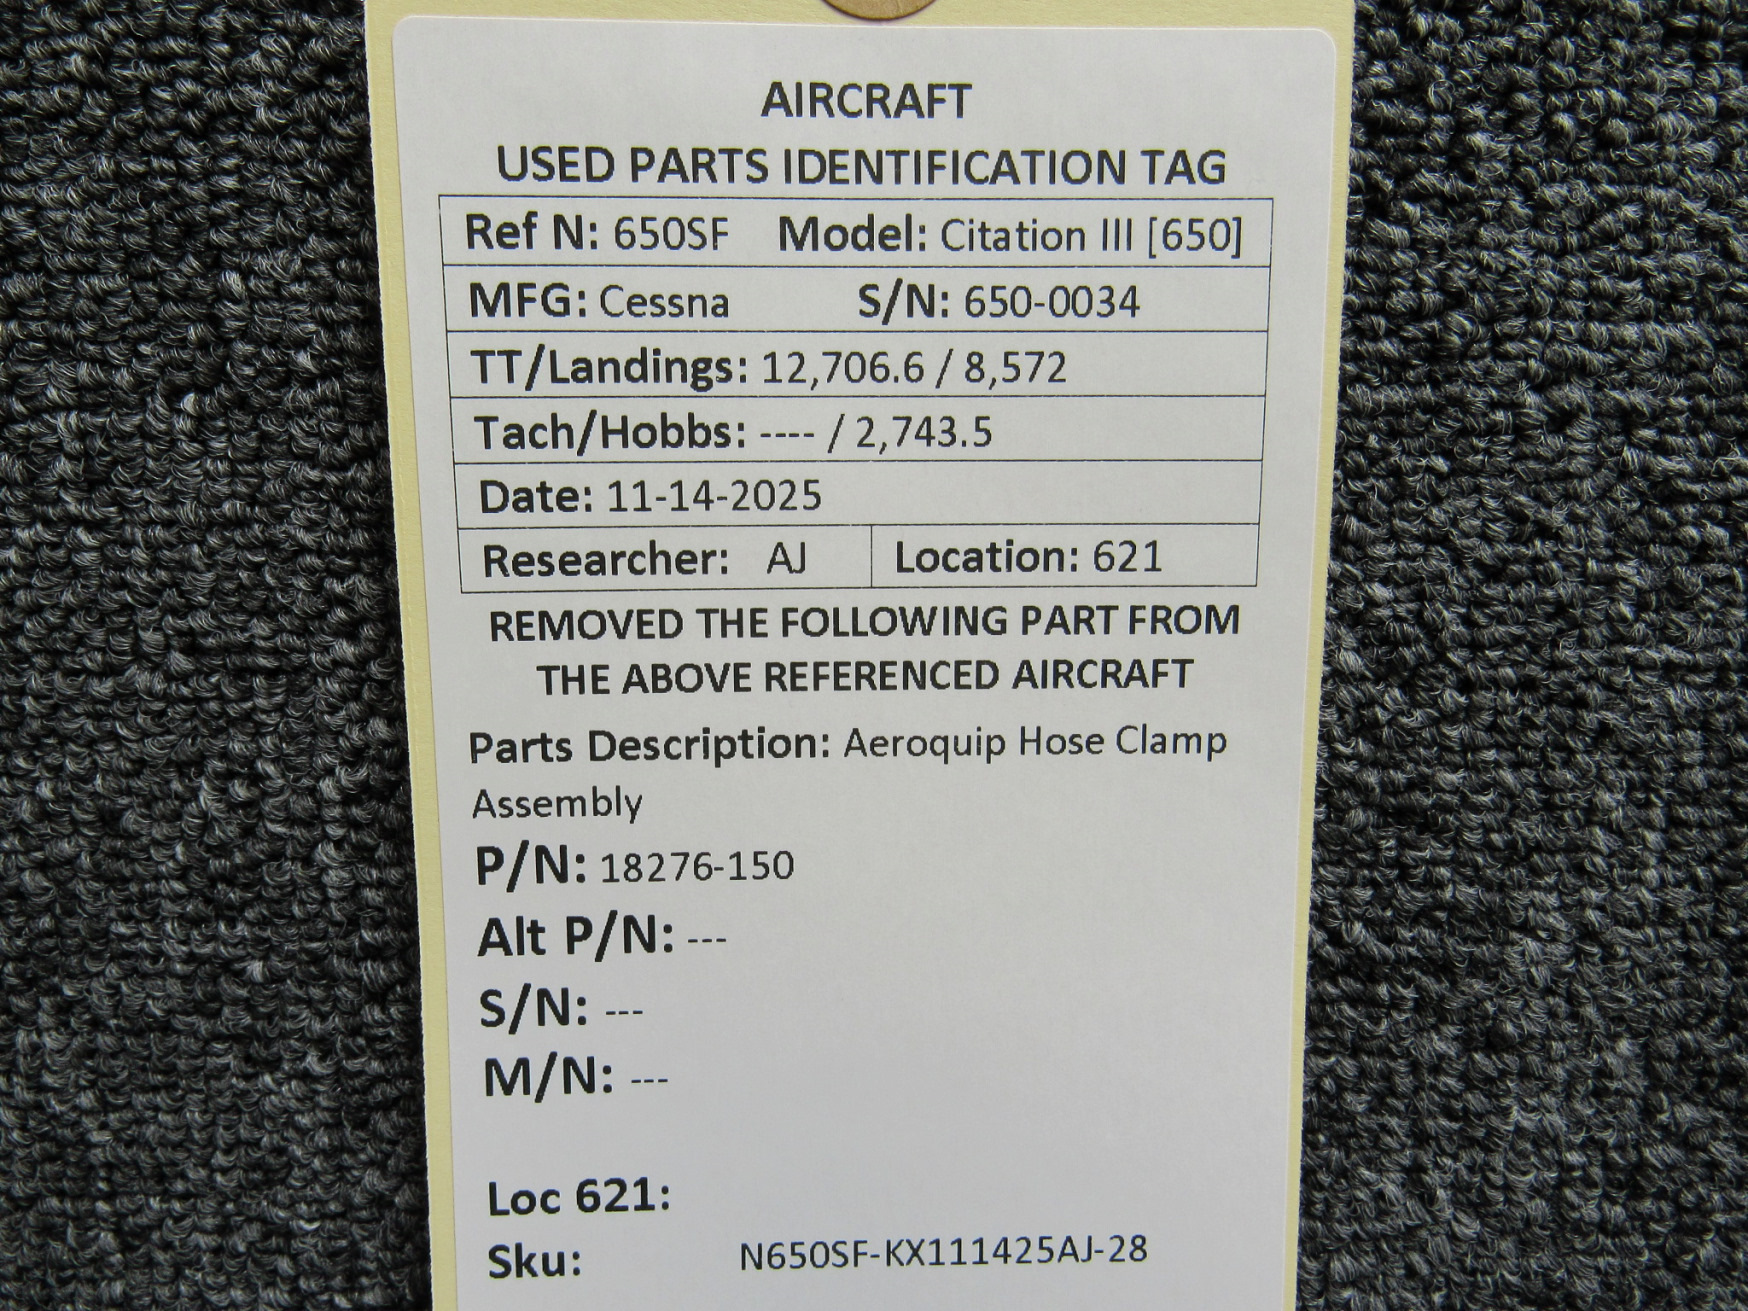 AIRCRAFT
USED PARTS IDENTIFICATION TAG
Ref N: 650SF Model: Citation III [650]
MFG: Cessna S/N: 650-0034
TT/Landings: 12,706.6 / 8,572
Tach/Hobbs: ---- / 2,743.5
Date: 11-14-2025
Researcher: AJ Location: 621
REMOVED THE FOLLOWING PART FROM
THE ABOVE REFERENCED AIRCRAFT
Parts Description: Aeroquip Hose Clamp
Assembly
P/N: 18276-150
Alt P/N: ---
S/N: ---
M/N: ---
Loc 621:
Sku: N650SF-KX111425AJ-28